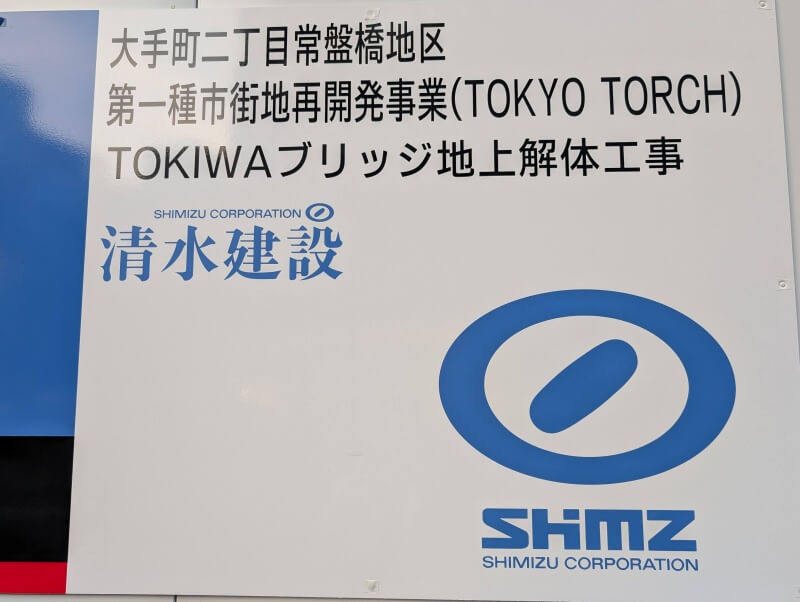 大手町二丁目常盤橋地区
第一種市街地再開発事業(TOKYO TORCH)
TOKIWAブリッジ地上解体工事
SHIMIZU CORPORATION
清水建設
SHIMZ
SHIMIZU CORPORATION